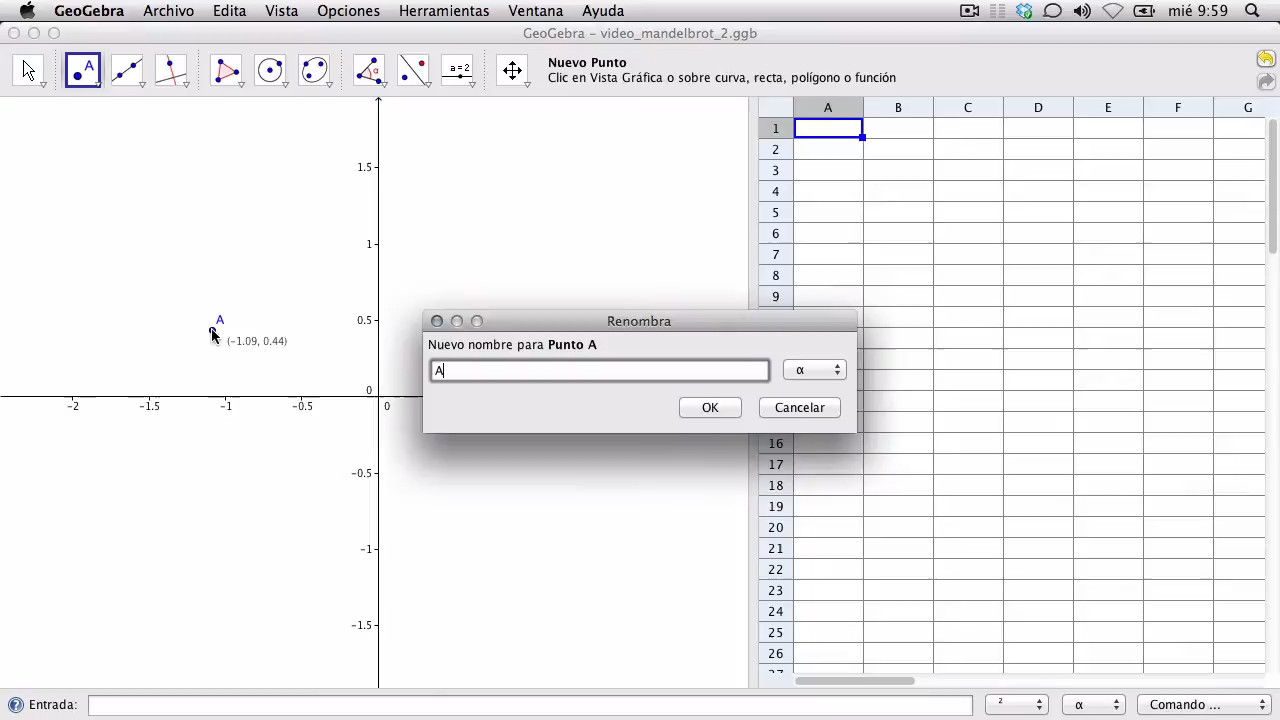 GeoGebra Archivo Edita Vista Opciones Herramientas Ventana Ayuda mié 9:59
GeoGebra – video_mandelbrot_2.ggb
A α a = 2
Nuevo Punto
Clic en Vista Gráfica o sobre curva, recta, polígono o función
A B C D E F G
1
2
3
4
5
6
7
8
9
16
17
18
19
20
21
22
23
24
25
26
27
1.5
1
0.5
0
-2 -1.5 -1 -0.5 0
-0.5
-1
-1.5
A
(-1.09, 0.44)
Renombra
Nuevo nombre para Punto A
A α
OK Cancelar
Entrada: ² α Comando ...